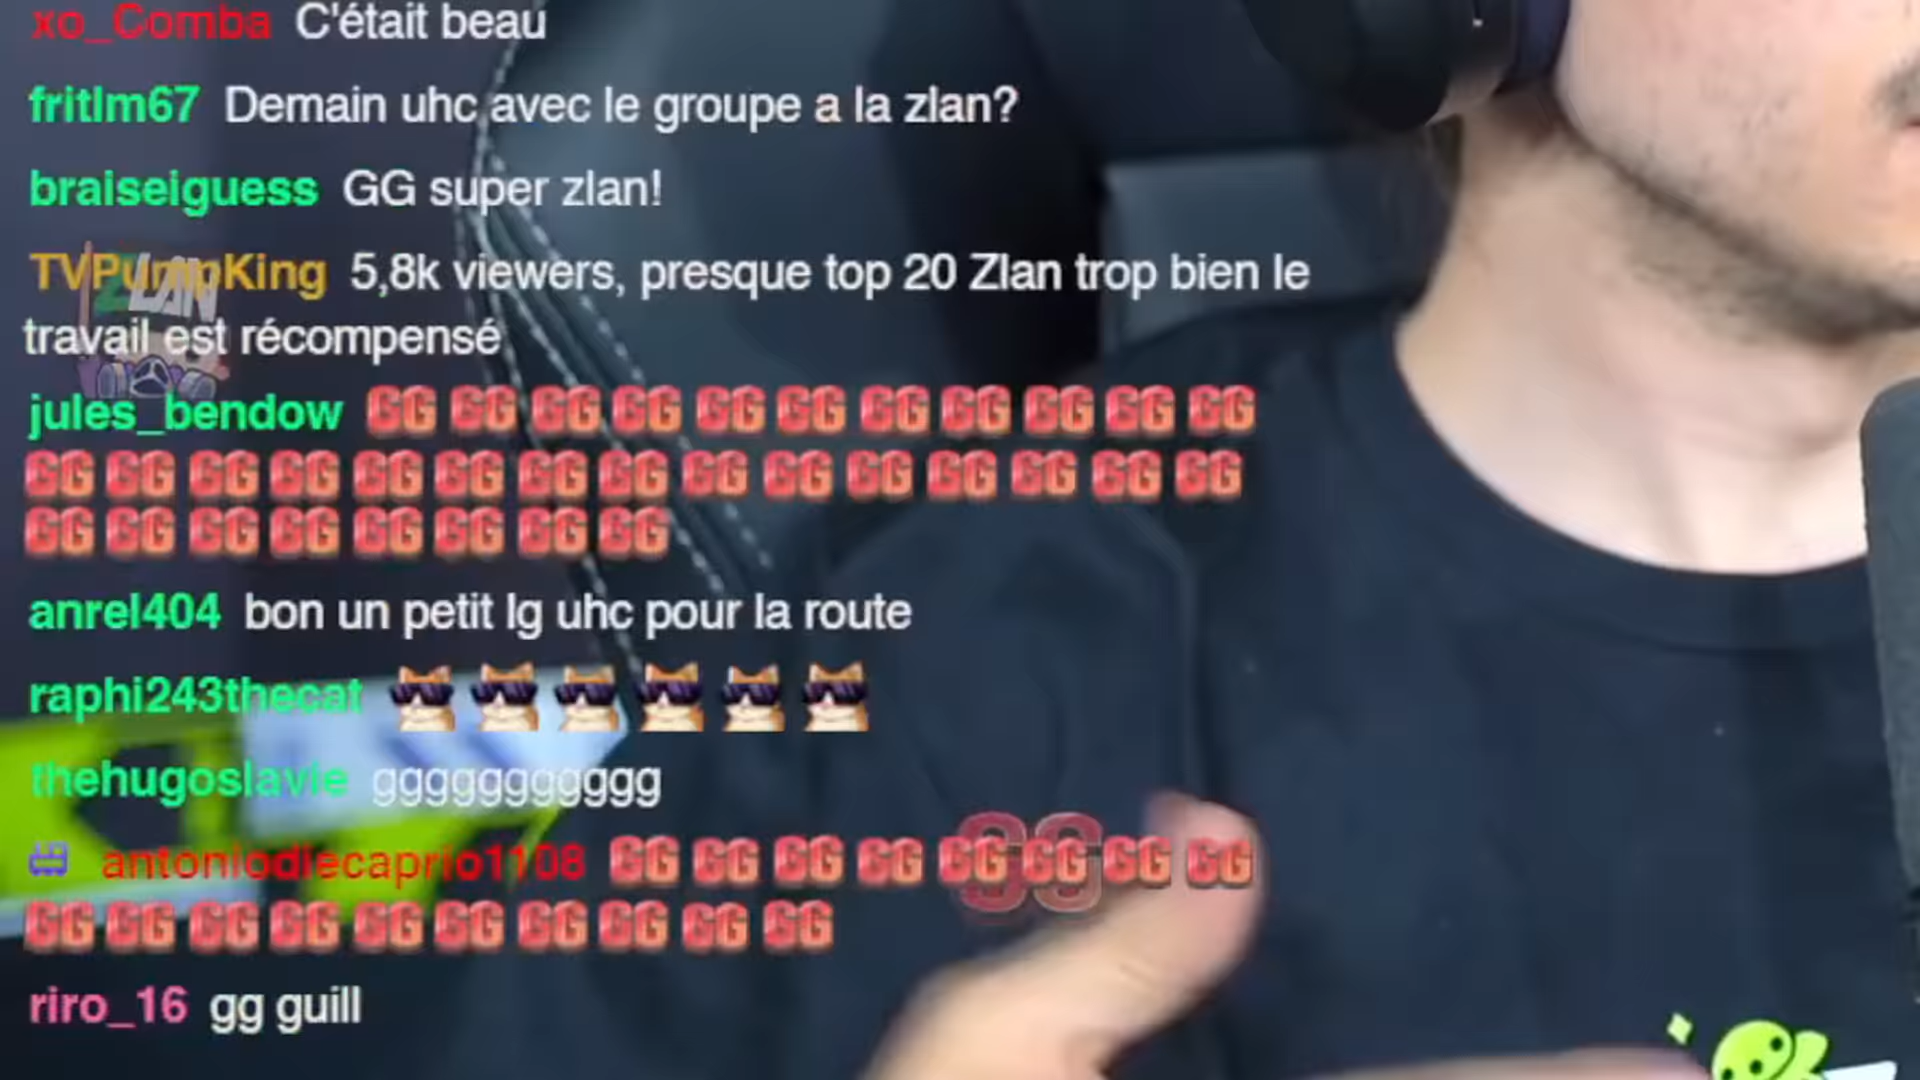 xo_Comba C'était beau
fritlm67 Demain uhc avec le groupe a la zlan?
braiseiguess GG super zlan!
TVPumpKing 5,8k viewers, presque top 20 Zlan trop bien le
travail est récompensé
ZLAN
jules_bendow GG GG GG GG GG GG GG GG GG GG GG
GG GG GG GG GG GG GG GG GG GG GG GG GG GG GG
GG GG GG GG GG GG GG GG
anrel404 bon un petit lg uhc pour la route
raphi243thecat
thehugoslavie ggggggggggg
antoniodiecaprio1108 GG GG GG GG GG GG GG GG
GG GG GG GG GG GG GG GG GG GG
GG
riro_16 gg guill